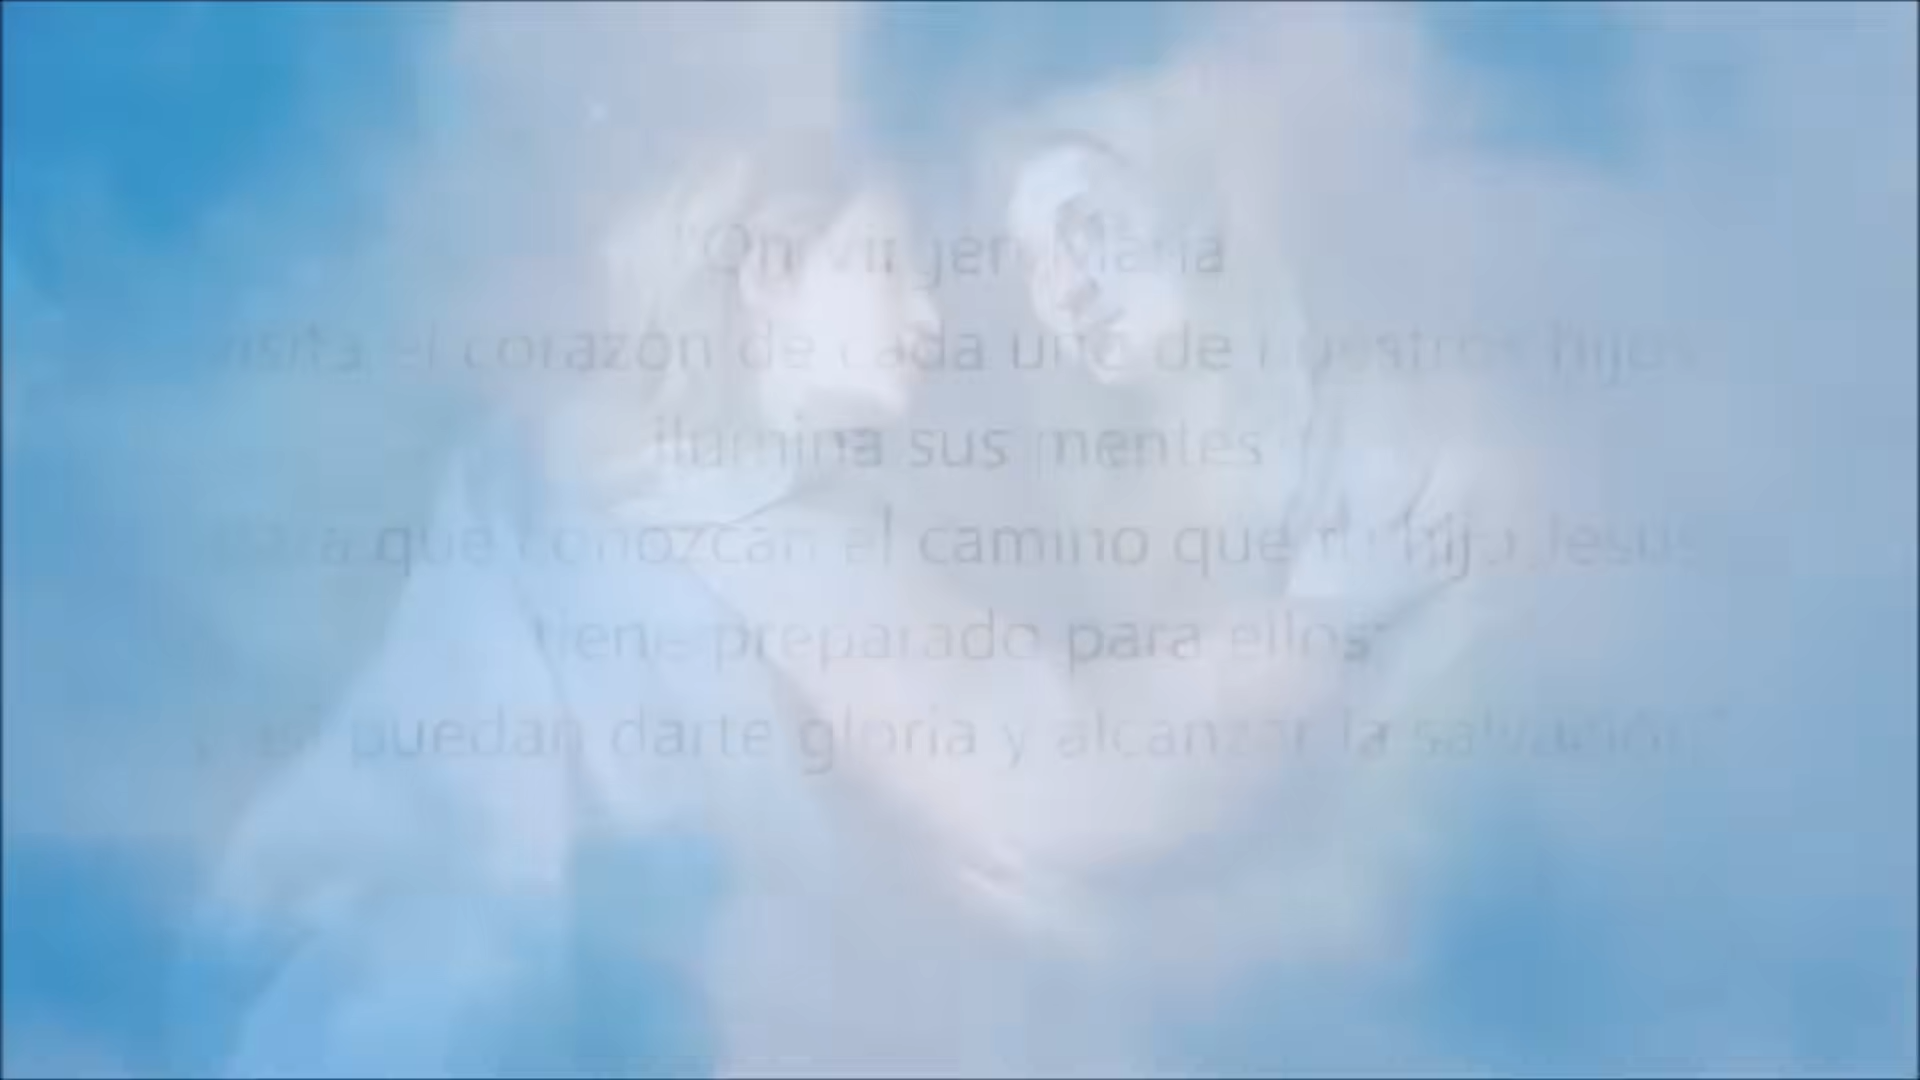 "Oh Virgen María
visita el corazón de cada uno de nuestros hijos
ilumina sus mentes
para que conozcan el camino que tu hijo Jesús
tiene preparado para ellos
puedan darte gloria y alcanzar la salvación"